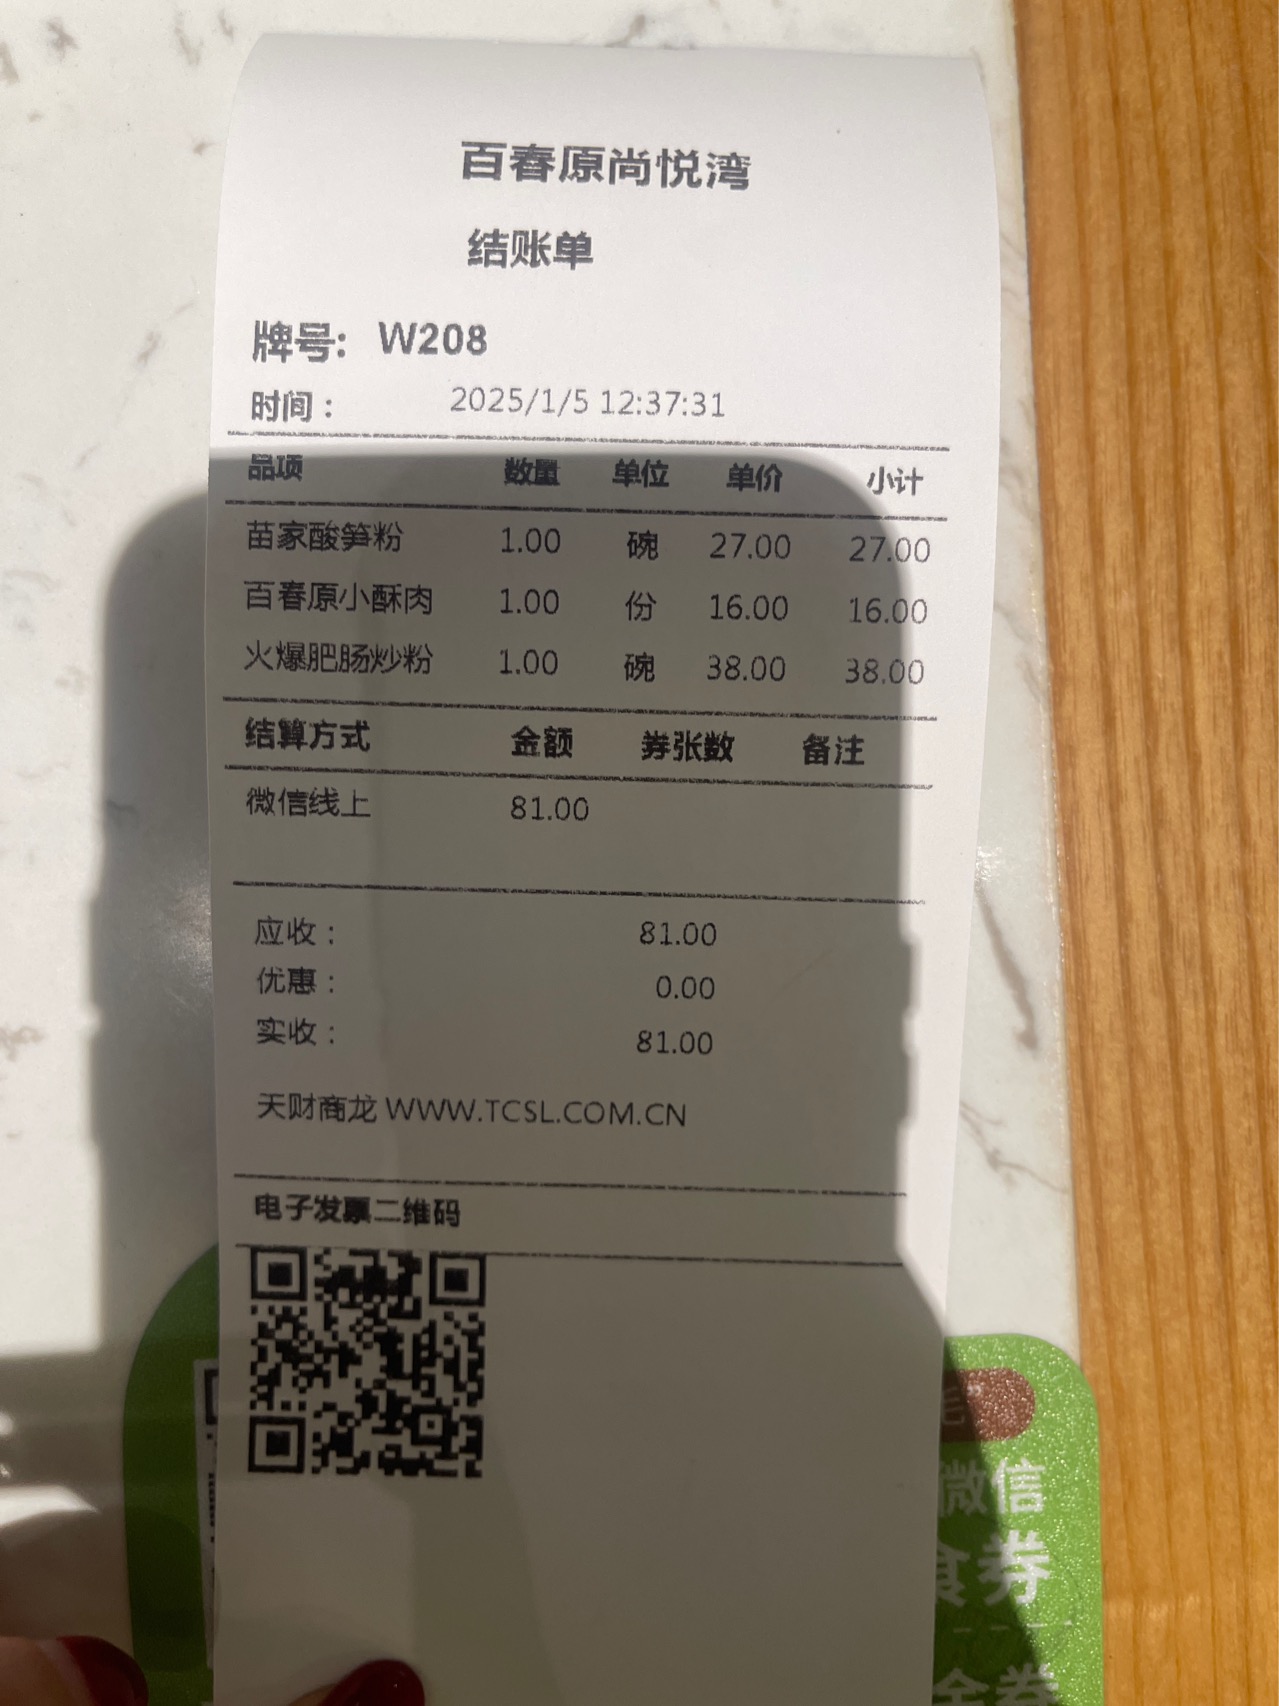 百春原尚悦湾
结账单
牌号: W208
时间： 2025/1/5 12:37:31
品项 数量 单位 单价 小计
苗家酸笋粉 1.00 碗 27.00 27.00
百春原小酥肉 1.00 份 16.00 16.00
火爆肥肠炒粉 1.00 碗 38.00 38.00
结算方式 金额 券张数 备注
微信线上 81.00
应收： 81.00
优惠： 0.00
实收： 81.00
天财商龙 WWW.TCSL.COM.CN
电子发票二维码
微信
食券
金券